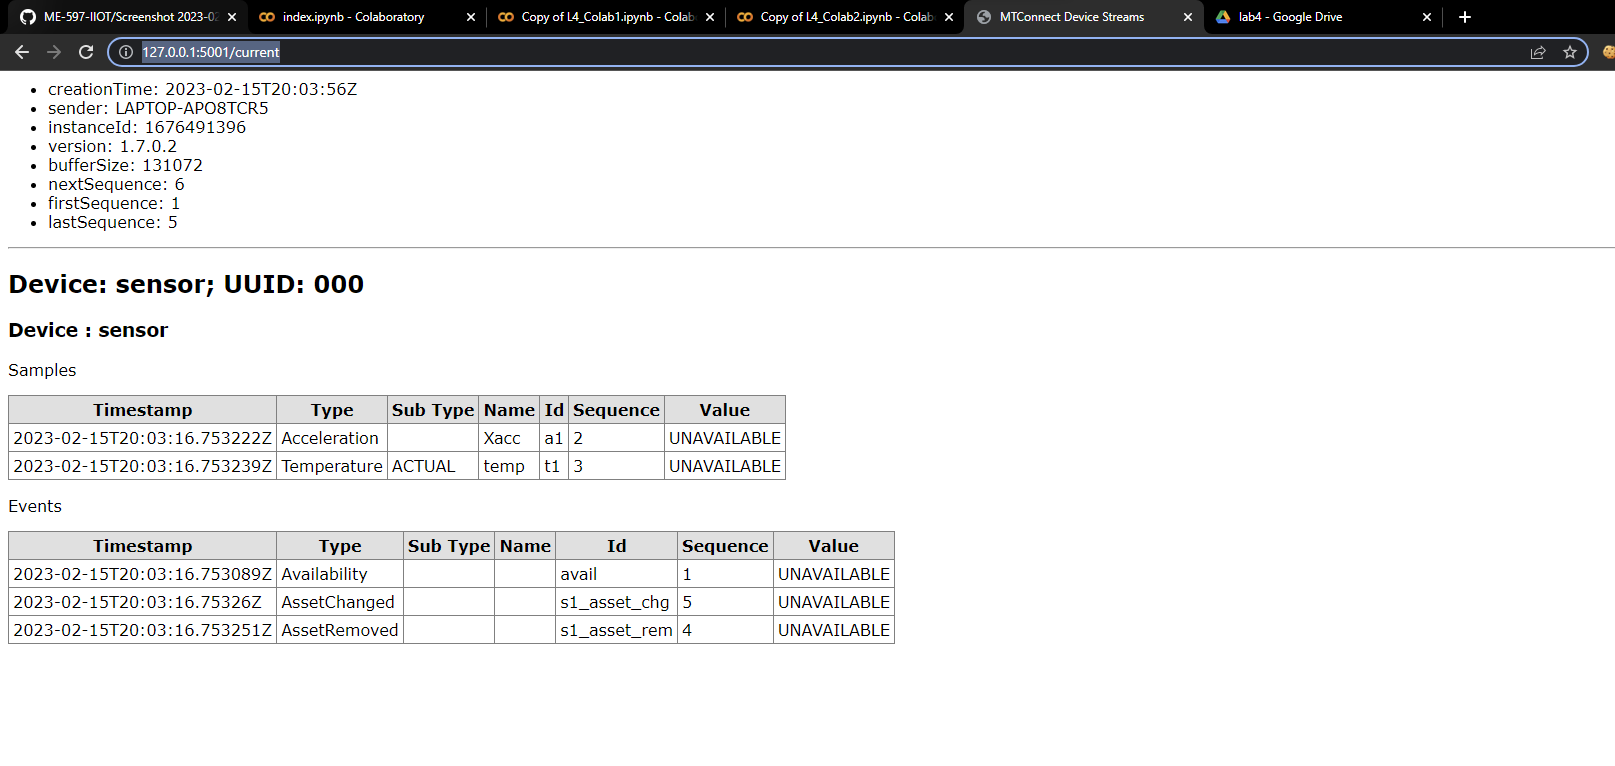 ME-597-IIOT/Screenshot 2023-02 index.ipynb - Colaboratory Copy of L4_Colab1.ipynb - Colab Copy of L4_Colab2.ipynb - Colab MTConnect Device Streams lab4 - Google Drive
127.0.0.1:5001/current
creationTime: 2023-02-15T20:03:56Z
sender: LAPTOP-APO8TCR5
instanceId: 1676491396
version: 1.7.0.2
bufferSize: 131072
nextSequence: 6
firstSequence: 1
lastSequence: 5
Device: sensor; UUID: 000
Device : sensor
Samples
Timestamp Type Sub Type Name Id Sequence Value
2023-02-15T20:03:16.753222Z Acceleration Xacc a1 2 UNAVAILABLE
2023-02-15T20:03:16.753239Z Temperature ACTUAL temp t1 3 UNAVAILABLE
Events
Timestamp Type Sub Type Name Id Sequence Value
2023-02-15T20:03:16.753089Z Availability avail 1 UNAVAILABLE
2023-02-15T20:03:16.75326Z AssetChanged s1_asset_chg 5 UNAVAILABLE
2023-02-15T20:03:16.753251Z AssetRemoved s1_asset_rem 4 UNAVAILABLE